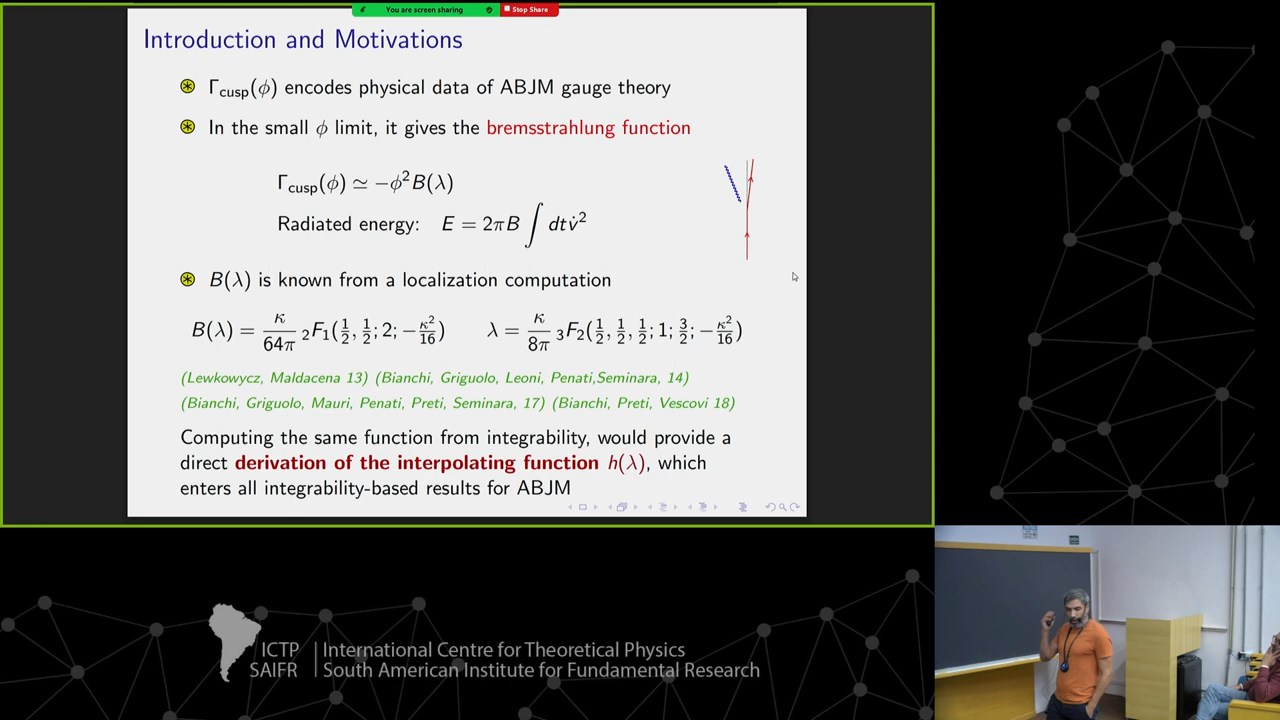 You are screen sharing
Stop Share
Introduction and Motivations
Γcusp(ϕ) encodes physical data of ABJM gauge theory
In the small ϕ limit, it gives the bremsstrahlung function
Γcusp(ϕ) ≃ −ϕ²B(λ)
Radiated energy: E = 2πB ∫ dtv̇²
B(λ) is known from a localization computation
B(λ) = κ/64π ₂F₁(1/2, 1/2; 2; −κ²/16) λ = κ/8π ₃F₂(1/2, 1/2, 1/2; 1; 3/2; −κ²/16)
(Lewkowycz, Maldacena 13) (Bianchi, Griguolo, Leoni, Penati,Seminara, 14)
(Bianchi, Griguolo, Mauri, Penati, Preti, Seminara, 17) (Bianchi, Preti, Vescovi 18)
Computing the same function from integrability, would provide a
direct derivation of the interpolating function h(λ), which
enters all integrability-based results for ABJM
ICTP
SAIFR
International Centre for Theoretical Physics
South American Institute for Fundamental Research